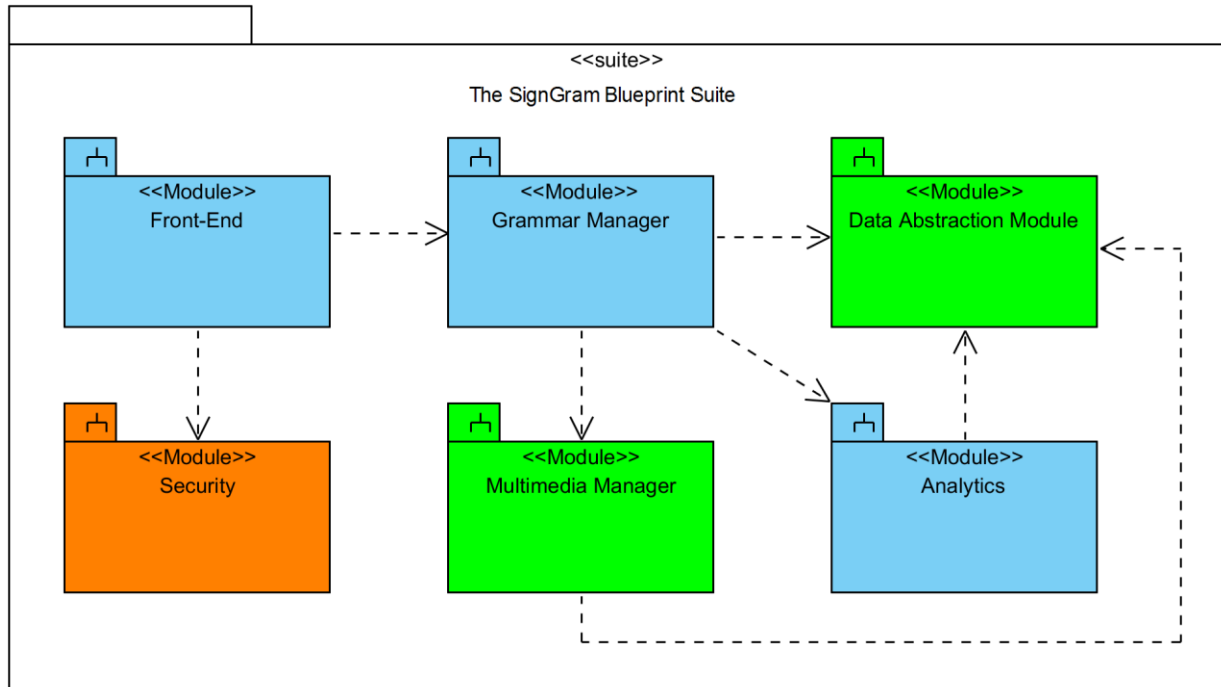 <<suite>>
The SignGram Blueprint Suite
<<Module>>
Front-End
<<Module>>
Grammar Manager
<<Module>>
Data Abstraction Module
<<Module>>
Security
<<Module>>
Multimedia Manager
<<Module>>
Analytics